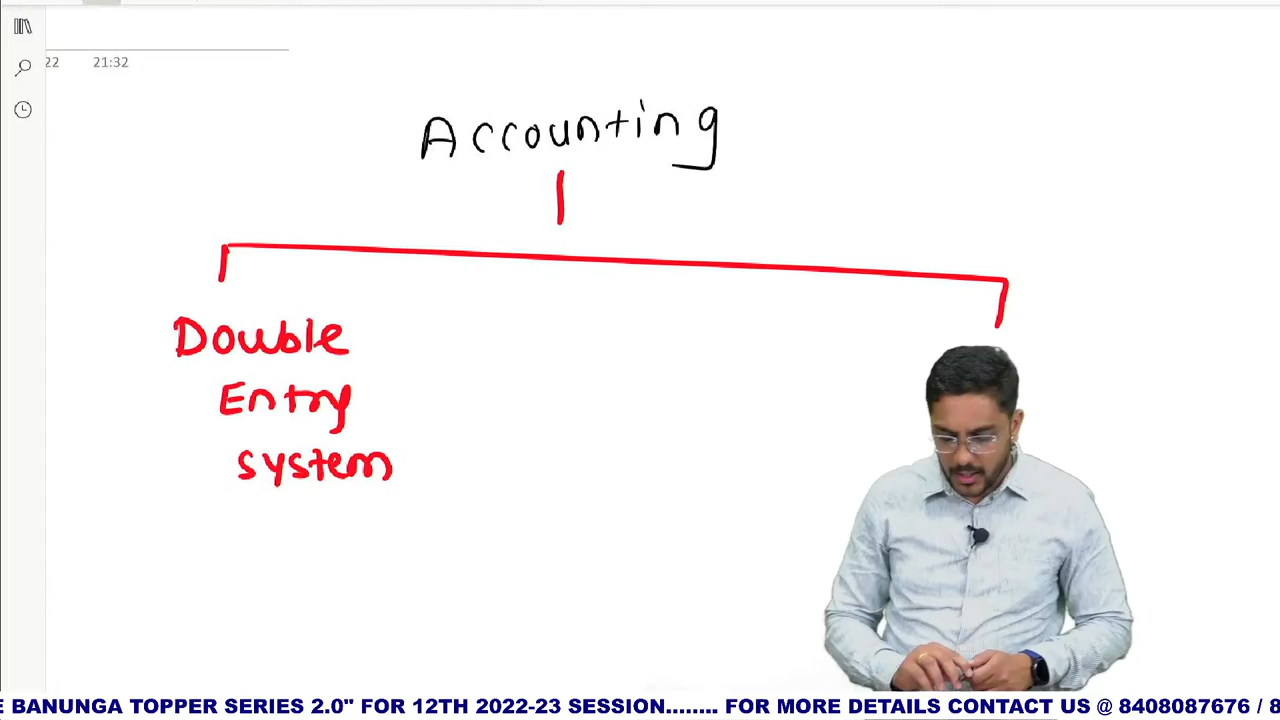 22 21:32
Accounting
Double
Entry
system
E BANUNGA TOPPER SERIES 2.0" FOR 12TH 2022-23 SESSION........ FOR MORE DETAILS CONTACT US @ 8408087676 / 8